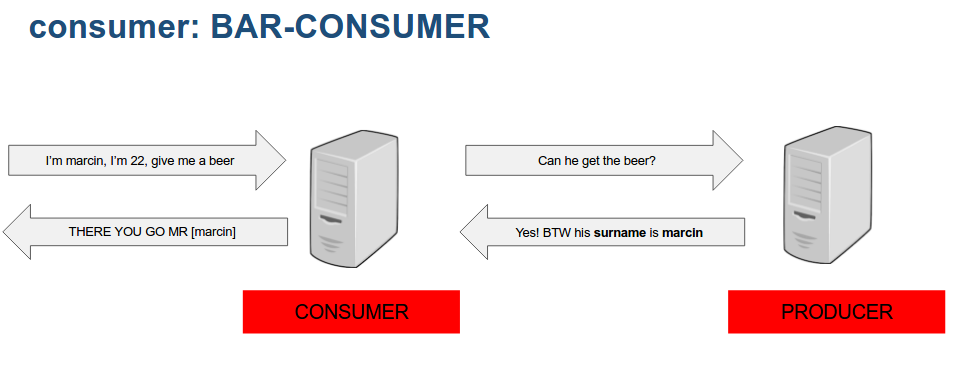 consumer: BAR-CONSUMER
I'm marcin, I'm 22, give me a beer
Can he get the beer?
THERE YOU GO MR [marcin]
Yes! BTW his surname is marcin
CONSUMER
PRODUCER